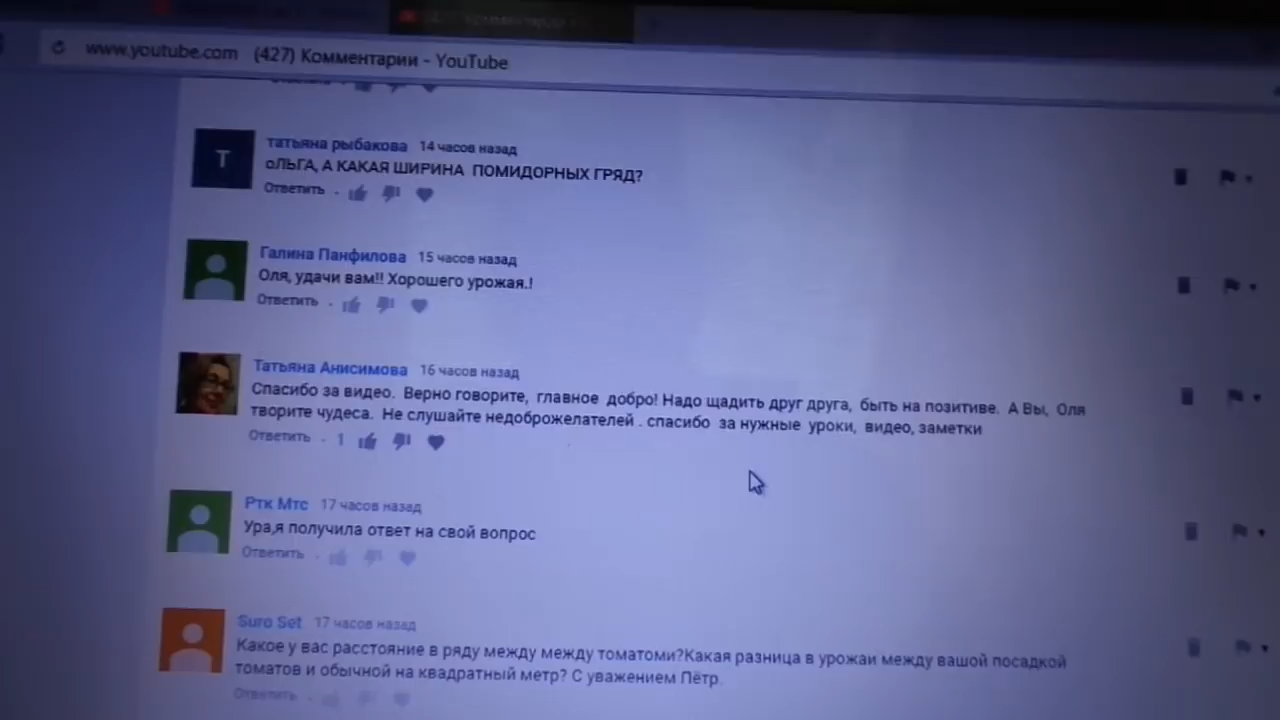 www.youtube.com (427) Комментарии - YouTube
татьяна рыбакова 14 часов назад
оЛЬГА, А КАКАЯ ШИРИНА ПОМИДОРНЫХ ГРЯД?
Ответить
Т
Галина Панфилова 15 часов назад
Оля, удачи вам!! Хорошего урожая.!
Ответить
Татьяна Анисимова 16 часов назад
Спасибо за видео. Верно говорите, главное добро! Надо щадить друг друга, быть на позитиве. А Вы, Оля
творите чудеса. Не слушайте недоброжелателей . спасибо за нужные уроки, видео, заметки
Ответить · 1
Ртк Мтс 17 часов назад
Ура,я получила ответ на свой вопрос
Ответить
Suro Set 17 часов назад
Какое у вас расстояние в ряду между между томатоми?Какая разница в урожаи между вашой посадкой
томатов и обычной на квадратный метр? С уважением Пётр.
Ответить